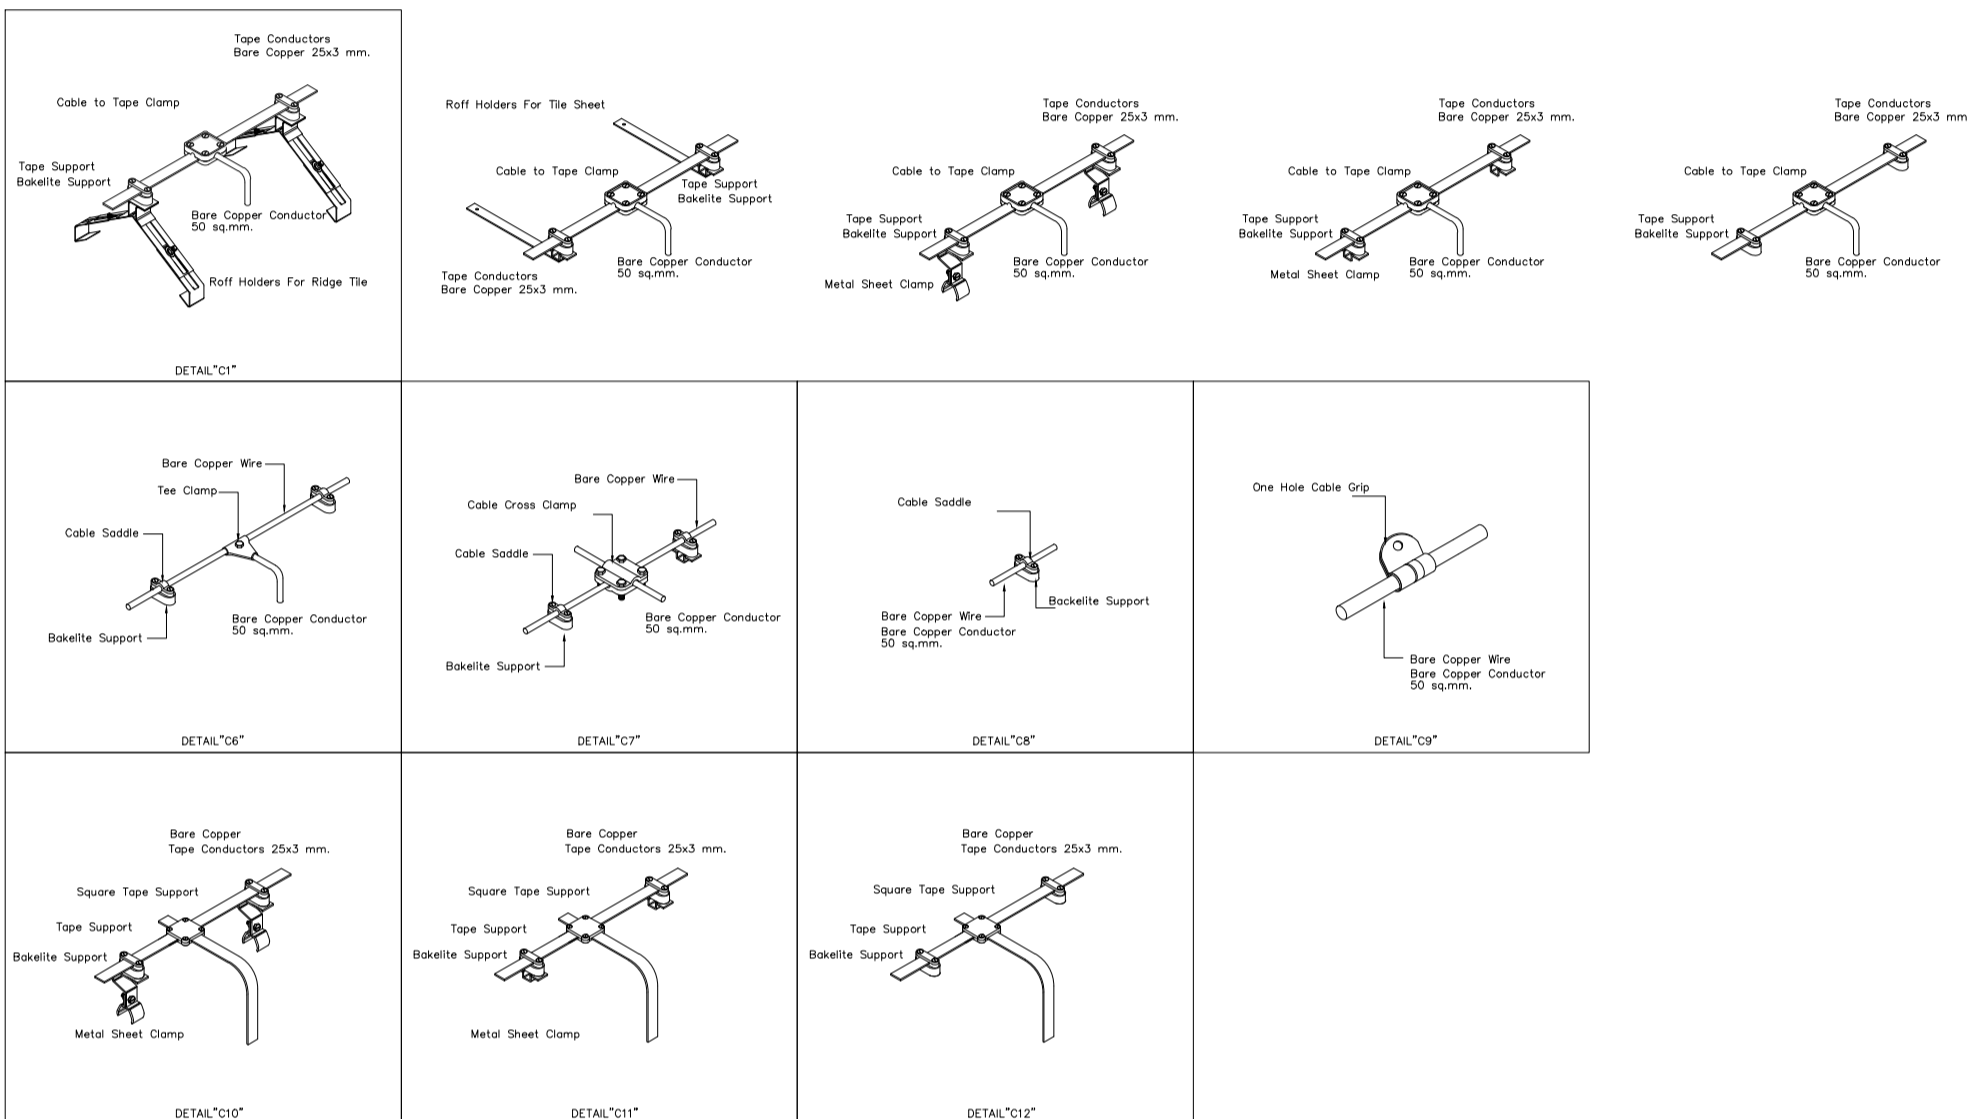 Tape Conductors
Bare Copper 25x3 mm.
Cable to Tape Clamp
Tape Support
Bakelite Support
Bare Copper Conductor
50 sq.mm.
Roff Holders For Ridge Tile
DETAIL"C1"
Roff Holders For Tile Sheet
Cable to Tape Clamp
Tape Support
Bakelite Support
Bare Copper Conductor
50 sq.mm.
Tape Conductors
Bare Copper 25x3 mm.
Tape Conductors
Bare Copper 25x3 mm.
Cable to Tape Clamp
Tape Support
Bakelite Support
Bare Copper Conductor
50 sq.mm.
Metal Sheet Clamp
Tape Conductors
Bare Copper 25x3 mm.
Cable to Tape Clamp
Tape Support
Bakelite Support
Bare Copper Conductor
50 sq.mm.
Metal Sheet Clamp
Tape Conductors
Bare Copper 25x3 mm
Cable to Tape Clamp
Tape Support
Bakelite Support
Bare Copper Conductor
50 sq.mm.
Bare Copper Wire
Tee Clamp
Cable Saddle
Bare Copper Conductor
50 sq.mm.
Bakelite Support
DETAIL"C6"
Bare Copper Wire
Cable Cross Clamp
Cable Saddle
Bare Copper Conductor
50 sq.mm.
Bakelite Support
DETAIL"C7"
Cable Saddle
Backelite Support
Bare Copper Wire
Bare Copper Conductor
50 sq.mm.
DETAIL"C8"
One Hole Cable Grip
Bare Copper Wire
Bare Copper Conductor
50 sq.mm.
DETAIL"C9"
Bare Copper
Tape Conductors 25x3 mm.
Square Tape Support
Tape Support
Bakelite Support
Metal Sheet Clamp
DETAIL"C10"
Bare Copper
Tape Conductors 25x3 mm.
Square Tape Support
Tape Support
Bakelite Support
Metal Sheet Clamp
DETAIL"C11"
Bare Copper
Tape Conductors 25x3 mm.
Square Tape Support
Tape Support
Bakelite Support
DETAIL"C12"